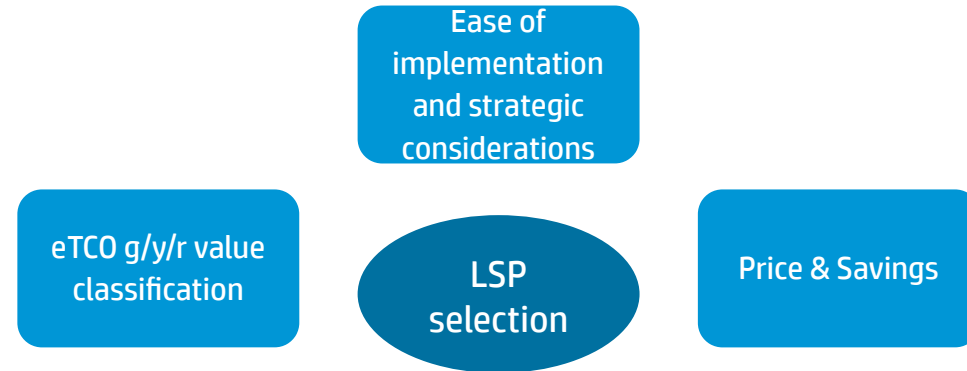 Ease of
implementation
and strategic
considerations
eTCO g/y/r value
classification
LSP
selection
Price & Savings